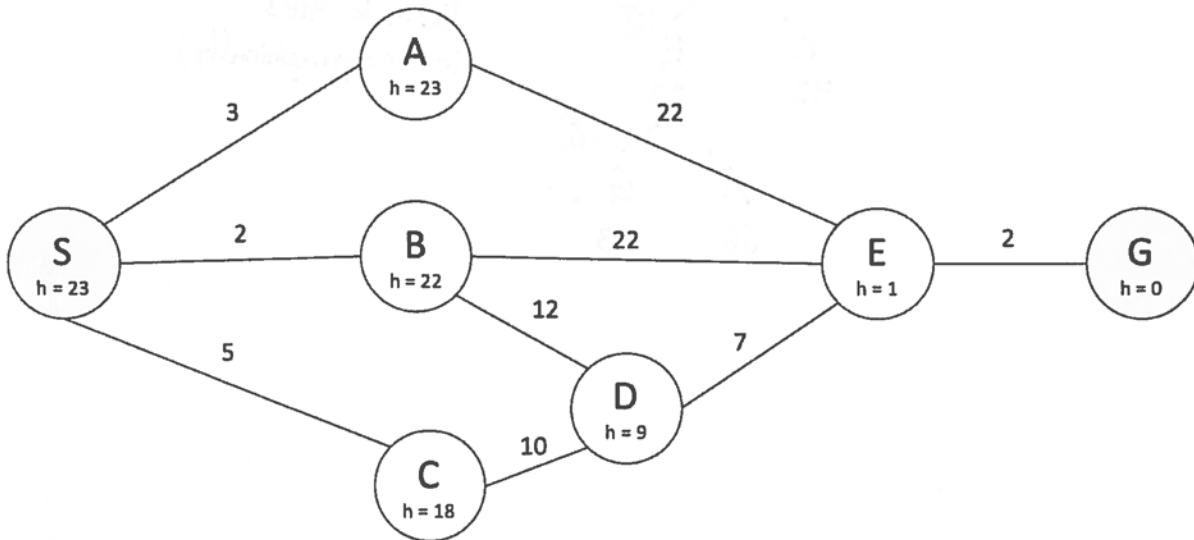 A
h = 23
3
22
S
h = 23
2
B
h = 22
22
E
h = 1
2
G
h = 0
12
7
5
D
h = 9
10
C
h = 18